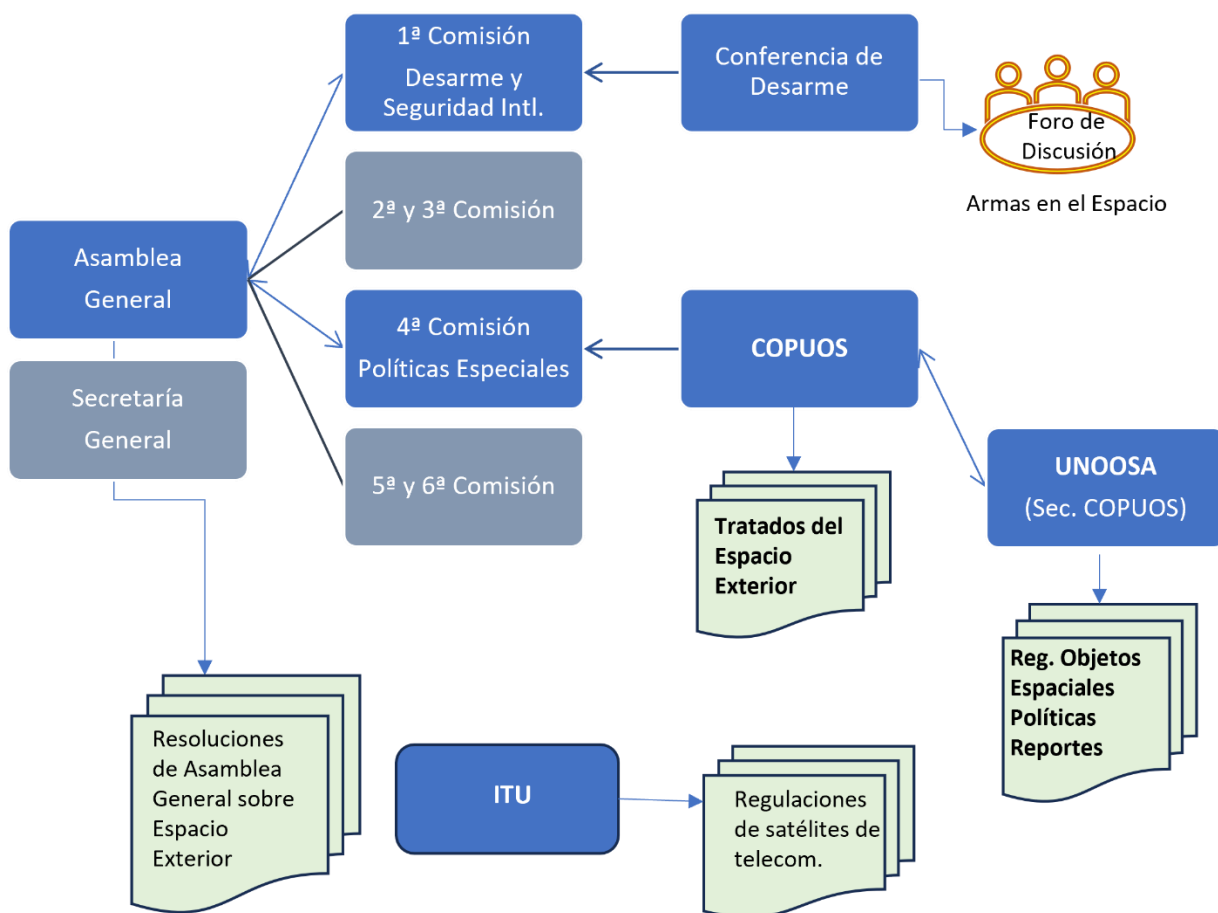 1ª Comisión
Desarme y
Seguridad Intl.
Conferencia de
Desarme
Foro de
Discusión
Armas en el Espacio
2ª y 3ª Comisión
Asamblea
General
4ª Comisión
Políticas Especiales
COPUOS
Secretaría
General
5ª y 6ª Comisión
UNOOSA
(Sec. COPUOS)
Tratados del
Espacio
Exterior
Reg. Objetos
Espaciales
Políticas
Reportes
Resoluciones
de Asamblea
General sobre
Espacio
Exterior
ITU
Regulaciones
de satélites de
telecom.